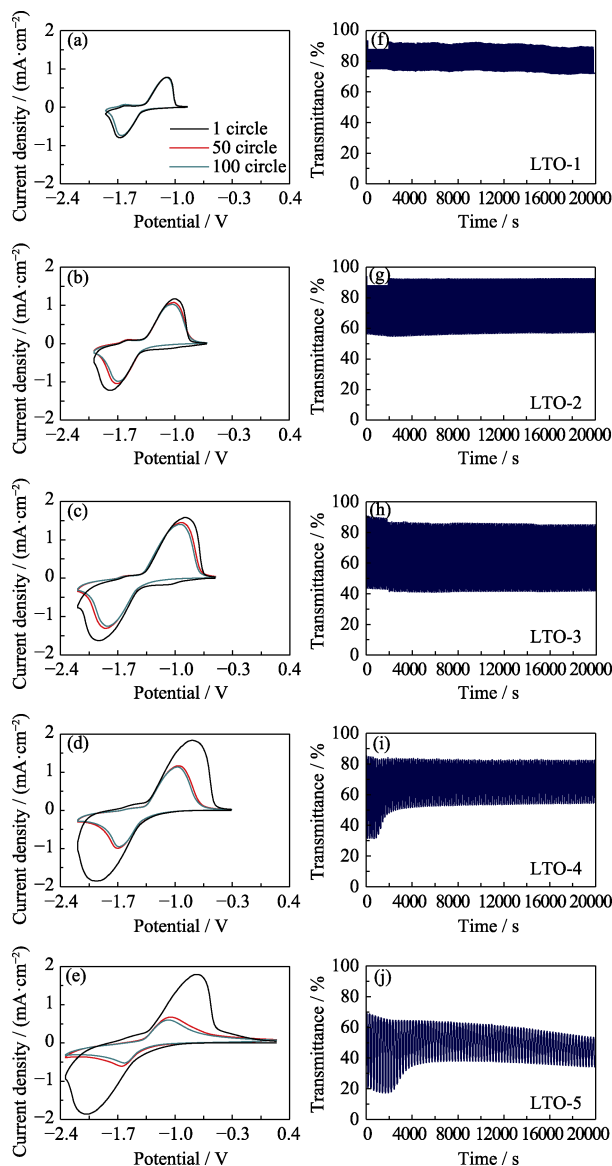 (a)
2
1
0
−1
−2
Current density / (mA·cm⁻²)
1 circle
50 circle
100 circle
−2.4 −1.7 −1.0 −0.3 0.4
Potential / V
(f)
100
80
60
40
20
0
Transmittance / %
LTO-1
0 4000 8000 12000 20000
Time / s
(b)
2
1
0
−1
−2
Current density / (mA·cm⁻²)
−2.4 −1.7 −1.0 −0.3 0.4
Potential / V
(g)
100
80
60
40
20
0
Transmittance / %
LTO-2
0 4000 8000 12000 20000
Time / s
(c)
2
1
0
−1
−2
Current density / (mA·cm⁻²)
−2.4 −1.7 −1.0 −0.3 0.4
Potential / V
(h)
100
80
60
40
20
0
Transmittance / %
LTO-3
0 4000 8000 12000 20000
Time / s
(d)
2
1
0
−1
−2
Current density / (mA·cm⁻²)
−2.4 −1.7 −1.0 −0.3 0.4
Potential / V
(i)
100
80
60
40
20
0
Transmittance / %
LTO-4
0 4000 8000 12000 20000
Time / s
(e)
2
1
0
−1
−2
Current density / (mA·cm⁻²)
−2.4 −1.7 −1.0 −0.3 0.4
Potential / V
(j)
100
80
60
40
20
0
Transmittance / %
LTO-5
0 4000 8000 12000 20000
Time / s